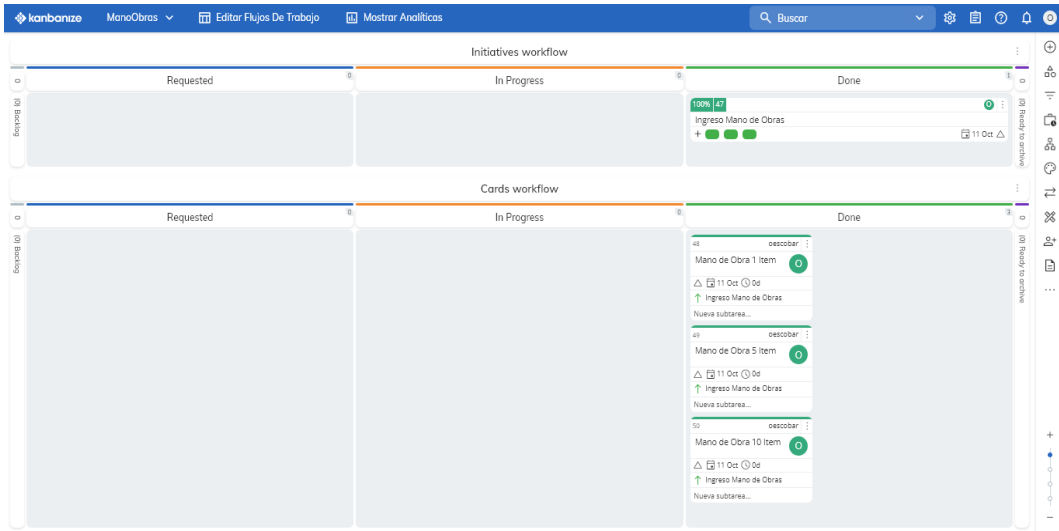 kanbanize ManoObras Editar Flujos De Trabajo Mostrar Analíticas Buscar O
Initiatives workflow
0 Requested 0 In Progress 0 Done 1 0
(0) Backlog
100% 47 O
Ingreso Mano de Obras
+ 11 Oct
(0) Ready to archive
Cards workflow
0 Requested 0 In Progress 0 Done 3 0
(0) Backlog
48 oescobar
Mano de Obra 1 Item O
11 Oct 0d
Ingreso Mano de Obras
Nueva subtarea...
49 oescobar
Mano de Obra 5 Item O
11 Oct 0d
Ingreso Mano de Obras
Nueva subtarea...
50 oescobar
Mano de Obra 10 Item O
11 Oct 0d
Ingreso Mano de Obras
Nueva subtarea...
(0) Ready to archive